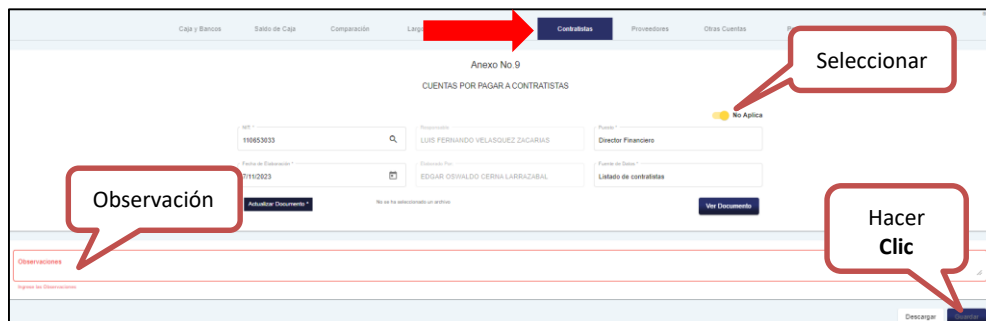 Caja y Bancos Saldo de Caja Comparación Largo Contratistas Proveedores Otras Cuentas
Anexo No.9
CUENTAS POR PAGAR A CONTRATISTAS
Seleccionar
No Aplica
NIT * Responsable Puesto *
110653033 LUIS FERNANDO VELASQUEZ ZACARIAS Director Financiero
Fecha de Elaboración * Elaborado Por Fuente de Datos *
7/11/2023 EDGAR OSWALDO CERNA LARRAZABAL Listado de contratistas
Observación
Actualizar Documento * No se ha seleccionado un archivo Ver Documento
Hacer
Clic
Observaciones
Ingrese las Observaciones
Descargar Guardar